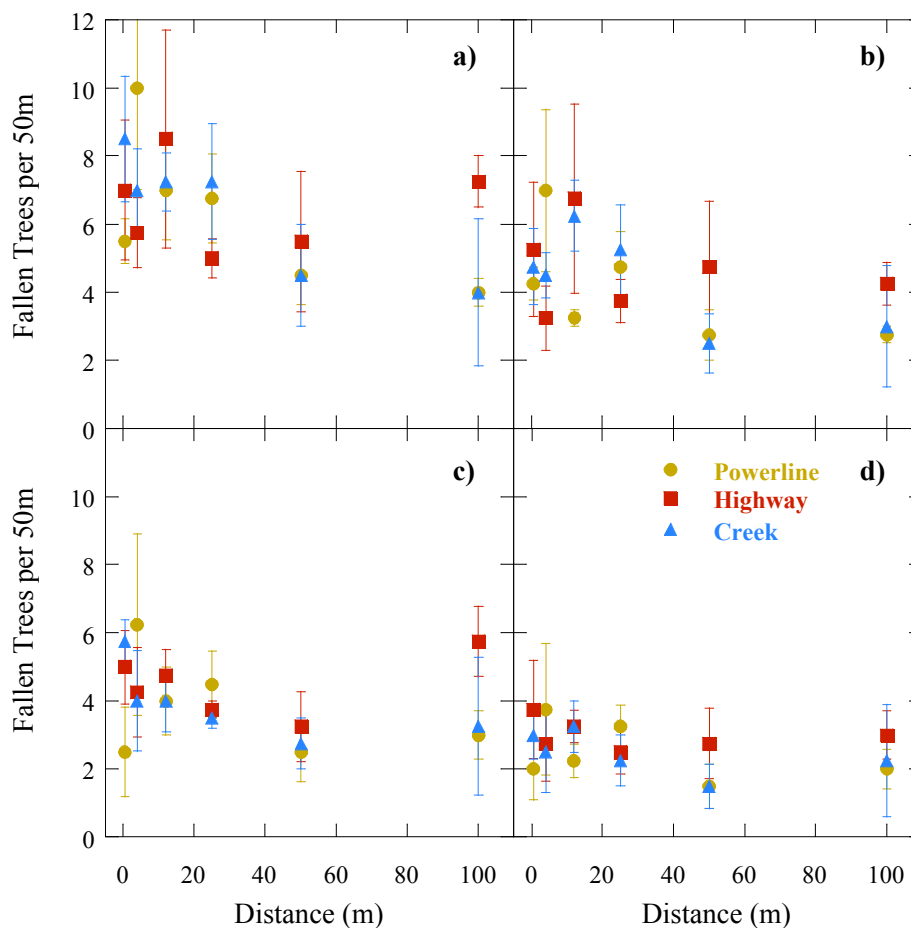 12
10
8
6
4
2
0
Fallen Trees per 50m
a)
b)
10
8
6
4
2
0
Fallen Trees per 50m
c)
d)
Powerline
Highway
Creek
0 20 40 60 80 100
0 20 40 60 80 100
Distance (m)
Distance (m)